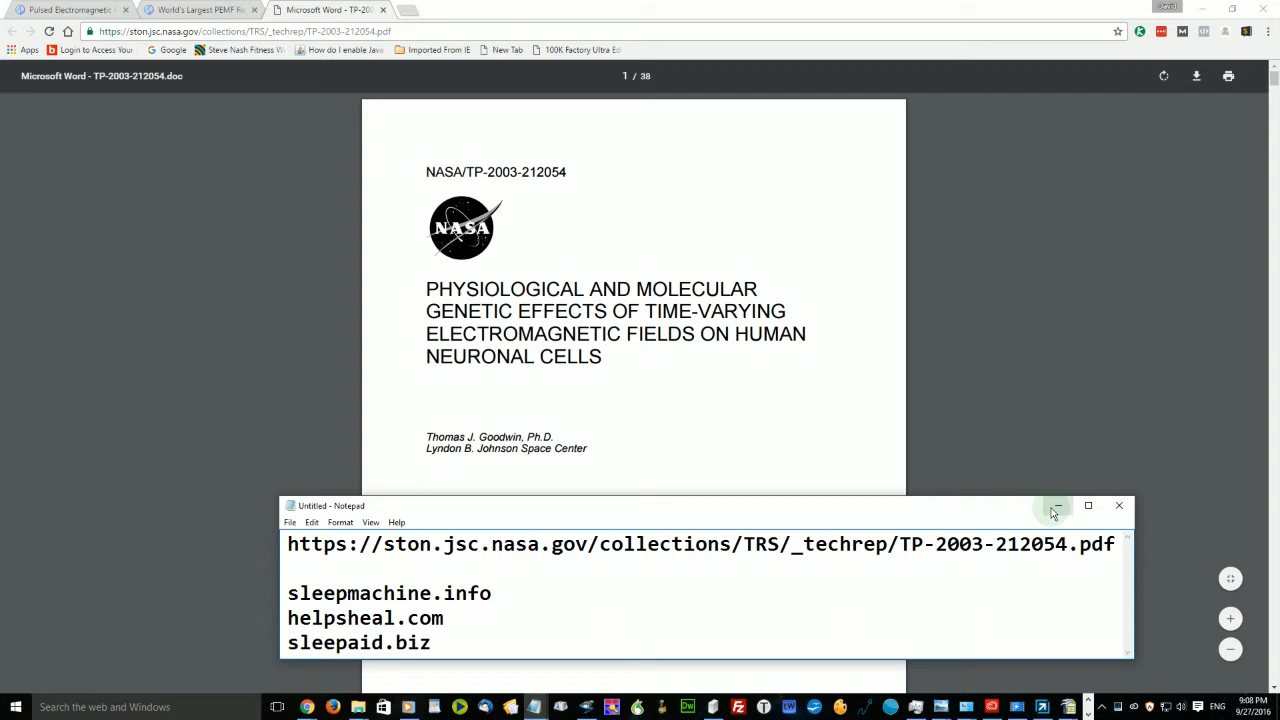 Pulsed Electromagnetic
World's Largest PEMF Re
Microsoft Word - TP-200
David
https://ston.jsc.nasa.gov/collections/TRS/_techrep/TP-2003-212054.pdf
Apps
Login to Access Your
Google
Steve Nash Fitness W
How do I enable Java
Imported From IE
New Tab
100K Factory Ultra Ed
Microsoft Word - TP-2003-212054.doc
1 / 38
NASA/TP-2003-212054
NASA
PHYSIOLOGICAL AND MOLECULAR
GENETIC EFFECTS OF TIME-VARYING
ELECTROMAGNETIC FIELDS ON HUMAN
NEURONAL CELLS
Thomas J. Goodwin, Ph.D.
Lyndon B. Johnson Space Center
Untitled - Notepad
File Edit Format View Help
https://ston.jsc.nasa.gov/collections/TRS/_techrep/TP-2003-212054.pdf
sleepmachine.info
helpsheal.com
sleepaid.biz
Search the web and Windows
Dw
T
LW
ENG
9:08 PM
9/27/2016